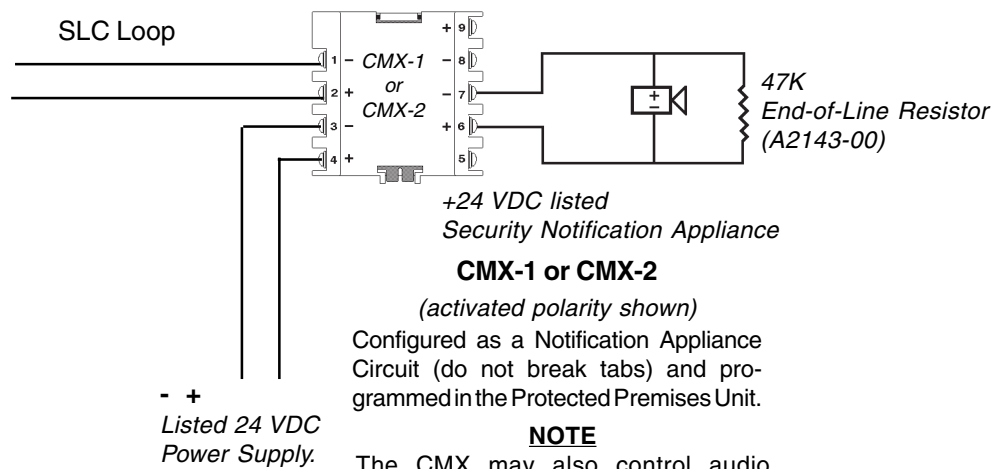 SLC Loop
1 - CMX-1 + 9
or - 8
2 + CMX-2 - 7
3 - + 6
4 + 5
+
-
47K
End-of-Line Resistor
(A2143-00)
+24 VDC listed
Security Notification Appliance
CMX-1 or CMX-2
(activated polarity shown)
Configured as a Notification Appliance
Circuit (do not break tabs) and pro-
grammed in the Protected Premises Unit.
- +
Listed 24 VDC
Power Supply.
NOTE
The CMX may also control audio